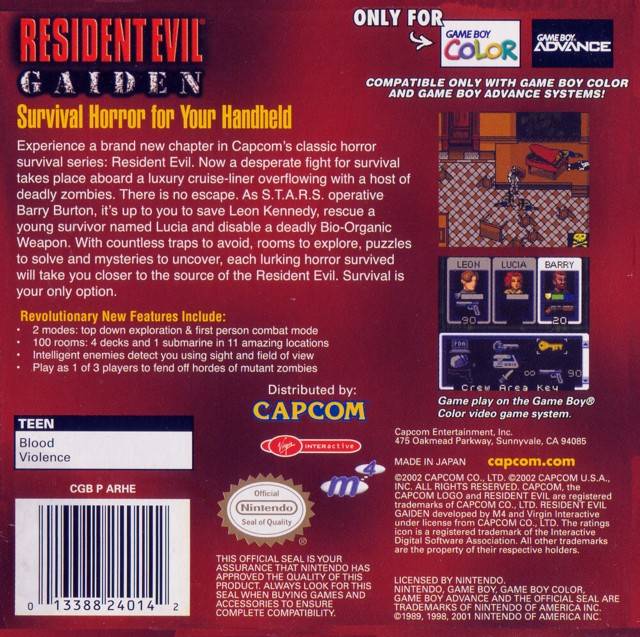 RESIDENT EVIL
GAIDEN
Survival Horror for Your Handheld
Experience a brand new chapter in Capcom's classic horror
survival series: Resident Evil. Now a desperate fight for survival
takes place aboard a luxury cruise-liner overflowing with a host of
deadly zombies. There is no escape. As S.T.A.R.S. operative
Barry Burton, it's up to you to save Leon Kennedy, rescue a
young survivor named Lucia and disable a deadly Bio-Organic
Weapon. With countless traps to avoid, rooms to explore, puzzles
to solve and mysteries to uncover, each lurking horror survived
will take you closer to the source of the Resident Evil. Survival is
your only option.
Revolutionary New Features Include:
• 2 modes: top down exploration & first person combat mode
• 100 rooms: 4 decks and 1 submarine in 11 amazing locations
• Intelligent enemies detect you using sight and field of view
• Play as 1 of 3 players to fend off hordes of mutant zombies
ONLY FOR
GAME BOY
COLOR
GAME BOY
ADVANCE
COMPATIBLE ONLY WITH GAME BOY COLOR
AND GAME BOY ADVANCE SYSTEMS!
LEON LUCIA BARRY
90 20
PDA
∞ 90
Crew Area Key
Game play on the Game Boy®
Color video game system.
Distributed by:
CAPCOM
Virgin INTERactive
m4
TEEN
Blood
Violence
CGB P ARHE
0 13388 24014 2
Official
Nintendo
Seal of Quality
®
THIS OFFICIAL SEAL IS YOUR
ASSURANCE THAT NINTENDO HAS
APPROVED THE QUALITY OF THIS
PRODUCT. ALWAYS LOOK FOR THIS
SEAL WHEN BUYING GAMES AND
ACCESSORIES TO ENSURE
COMPLETE COMPATIBILITY.
Capcom Entertainment, Inc.
475 Oakmead Parkway, Sunnyvale, CA 94085
MADE IN JAPAN capcom.com
©2002 CAPCOM CO., LTD. ©2002 CAPCOM U.S.A.,
INC. ALL RIGHTS RESERVED. CAPCOM, the
CAPCOM LOGO and RESIDENT EVIL are registered
trademarks of CAPCOM CO., LTD. RESIDENT EVIL
GAIDEN developed by M4 and Virgin Interactive
under license from CAPCOM CO., LTD. The ratings
icon is a registered trademark of the Interactive
Digital Software Association. All other trademarks
are the property of their respective holders.
LICENSED BY NINTENDO.
NINTENDO, GAME BOY, GAME BOY COLOR,
GAME BOY ADVANCE AND THE OFFICIAL SEAL ARE
TRADEMARKS OF NINTENDO OF AMERICA INC.
©1989, 1998, 2001 NINTENDO OF AMERICA INC.